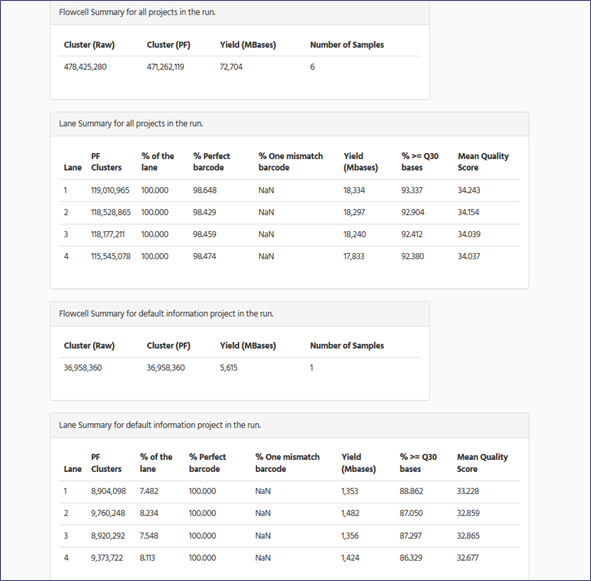 Flowcell Summary for all projects in the run.
Cluster (Raw) Cluster (PF) Yield (MBases) Number of Samples
478,425,280 471,262,119 72,704 6
Lane Summary for all projects in the run.
PF % of the % Perfect % One mismatch Yield % >= Q30 Mean Quality
Lane Clusters lane barcode barcode (Mbases) bases Score
1 119,010,965 100.000 98.648 NaN 18,334 93.337 34.243
2 118,528,865 100.000 98.429 NaN 18,297 92.904 34.154
3 118,177,211 100.000 98.459 NaN 18,240 92.412 34.039
4 115,545,078 100.000 98.474 NaN 17,833 92.380 34.037
Flowcell Summary for default information project in the run.
Cluster (Raw) Cluster (PF) Yield (MBases) Number of Samples
36,958,360 36,958,360 5,615 1
Lane Summary for default information project in the run.
PF % of the % Perfect % One mismatch Yield % >= Q30 Mean Quality
Lane Clusters lane barcode barcode (Mbases) bases Score
1 8,904,098 7.482 100.000 NaN 1,353 88.862 33.228
2 9,760,248 8.234 100.000 NaN 1,482 87.050 32.859
3 8,920,292 7.548 100.000 NaN 1,356 87.297 32.865
4 9,373,722 8.113 100.000 NaN 1,424 86.329 32.677